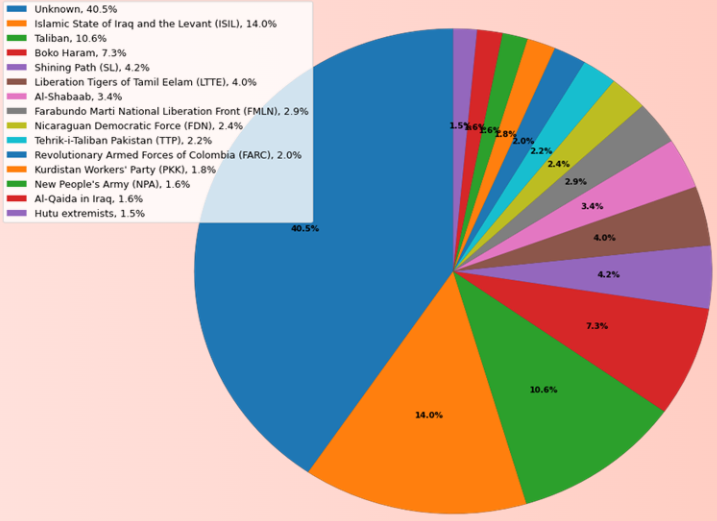 Unknown, 40.5%
Islamic State of Iraq and the Levant (ISIL), 14.0%
Taliban, 10.6%
Boko Haram, 7.3%
Shining Path (SL), 4.2%
Liberation Tigers of Tamil Eelam (LTTE), 4.0%
Al-Shabaab, 3.4%
Farabundo Marti National Liberation Front (FMLN), 2.9%
Nicaraguan Democratic Force (FDN), 2.4%
Tehrik-i-Taliban Pakistan (TTP), 2.2%
Revolutionary Armed Forces of Colombia (FARC), 2.0%
Kurdistan Workers' Party (PKK), 1.8%
New People's Army (NPA), 1.6%
Al-Qaida in Iraq, 1.6%
Hutu extremists, 1.5%
1.5%
1.6%
1.6%
1.8%
2.0%
2.2%
2.4%
2.9%
3.4%
4.0%
4.2%
7.3%
10.6%
14.0%
40.5%